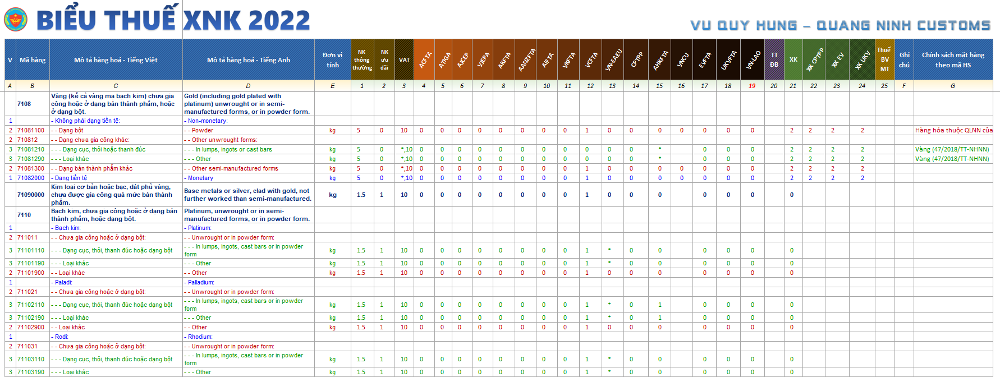 BIỂU THUẾ XNK 2022
VU QUY HUNG – QUANG NINH CUSTOMS
V Mã hàng Mô tả hàng hoá - Tiếng Việt Mô tả hàng hoá - Tiếng Anh Đơn vị tính NK thông thường NK ưu đãi VAT ACFTA ATIGA AJCEP VJEPA AKFTA AANZFTA AIFTA VKFTA VCFTA VN-EAEU CPTPP AHKFTA VNCU EVFTA UKVFTA VN-LAO TT ĐB XK XK CPTPP XK EV XK UKV Thuế BV MT Ghi chú Chính sách mặt hàng theo mã HS
A B C D E 1 2 3 4 5 6 7 8 9 10 11 12 13 14 15 16 17 18 19 20 21 22 23 24 25 F G
7108 Vàng (kể cả vàng mạ bạch kim) chưa gia công hoặc ở dạng bán thành phẩm, hoặc ở dạng bột. Gold (including gold plated with platinum) unwrought or in semi-manufactured forms, or in powder form.
1 - Không phải dạng tiền tệ: - Non-monetary:
2 71081100 - - Dạng bột - - Powder kg 5 0 10 0 0 0 0 0 0 0 0 1 0 0 0 0 0 0 0 2 2 2 2 Hàng hóa thuộc QLNN của
2 710812 - - Dạng chưa gia công khác: - - Other unwrought forms:
3 71081210 - - - Dạng cục, thỏi hoặc thanh đúc - - - In lumps, ingots or cast bars kg 5 0 *,10 0 0 0 0 0 0 0 0 0 0 0 * 0 0 0 2 2 2 2 Vàng (47/2018/TT-NHNN)
3 71081290 - - - Loại khác - - - Other kg 5 0 *,10 0 0 0 0 0 0 0 0 0 0 0 * 0 0 0 2 2 2 2 Vàng (47/2018/TT-NHNN)
2 71081300 - - Dạng bán thành phẩm khác - - Other semi-manufactured forms kg 5 0 *,10 0 0 0 0 0 0 0 0 1 0 0 0 0 0 0 0 2 2 2 2
1 71082000 - Dạng tiền tệ - Monetary kg 5 0 *,10 0 0 0 0 0 0 0 0 1 0 0 0 0 0 0 0 2 2 2 2
71090000 Kim loại cơ bản hoặc bạc, dát phủ vàng, chưa được gia công quá mức bán thành phẩm. Base metals or silver, clad with gold, not further worked than semi-manufactured. kg 1.5 1 10 0 0 0 0 0 0 0 0 1 0 0 0 0 0 0 0
7110 Bạch kim, chưa gia công hoặc ở dạng bán thành phẩm, hoặc dạng bột. Platinum, unwrought or in semi-manufactured forms, or in powder form.
1 - Bạch kim: - Platinum:
2 711011 - - Chưa gia công hoặc ở dạng bột: - - Unwrought or in powder form:
3 71101110 - - - Dạng cục, thỏi, thanh đúc hoặc dạng bột - - - In lumps, ingots, cast bars or in powder form kg 1.5 1 10 0 0 0 0 0 0 0 0 1 * 0 0 0 0 0 0
3 71101190 - - - Loại khác - - - Other kg 1.5 1 10 0 0 0 0 0 0 0 0 1 * 0 0 0 0 0 0
2 71101900 - - Loại khác - - Other kg 1.5 1 10 0 0 0 0 0 0 0 0 1 0 0 0 0 0 0 0
1 - Paladi: - Palladium:
2 711021 - - Chưa gia công hoặc ở dạng bột: - - Unwrought or in powder form:
3 71102110 - - - Dạng cục, thỏi, thanh đúc hoặc dạng bột - - - In lumps, ingots, cast bars or in powder form kg 1.5 1 10 0 0 0 0 0 0 0 0 1 * 0 1 0 0 0 0
3 71102190 - - - Loại khác - - - Other kg 1.5 1 10 0 0 0 0 0 0 0 0 1 * 0 1 0 0 0 0
2 71102900 - - Loại khác - - Other kg 1.5 1 10 0 0 0 0 0 0 0 0 1 0 0 0 0 0 0 0
1 - Rodi: - Rhodium:
2 711031 - - Chưa gia công hoặc ở dạng bột: - - Unwrought or in powder form:
3 71103110 - - - Dạng cục, thỏi, thanh đúc hoặc dạng bột - - - In lumps, ingots, cast bars or in powder form kg 1.5 1 10 0 0 0 0 0 0 0 0 1 * 0 0 0 0 0 0
3 71103190 - - - Loại khác - - - Other kg 1.5 1 10 0 0 0 0 0 0 0 0 1 * 0 0 0 0 0 0